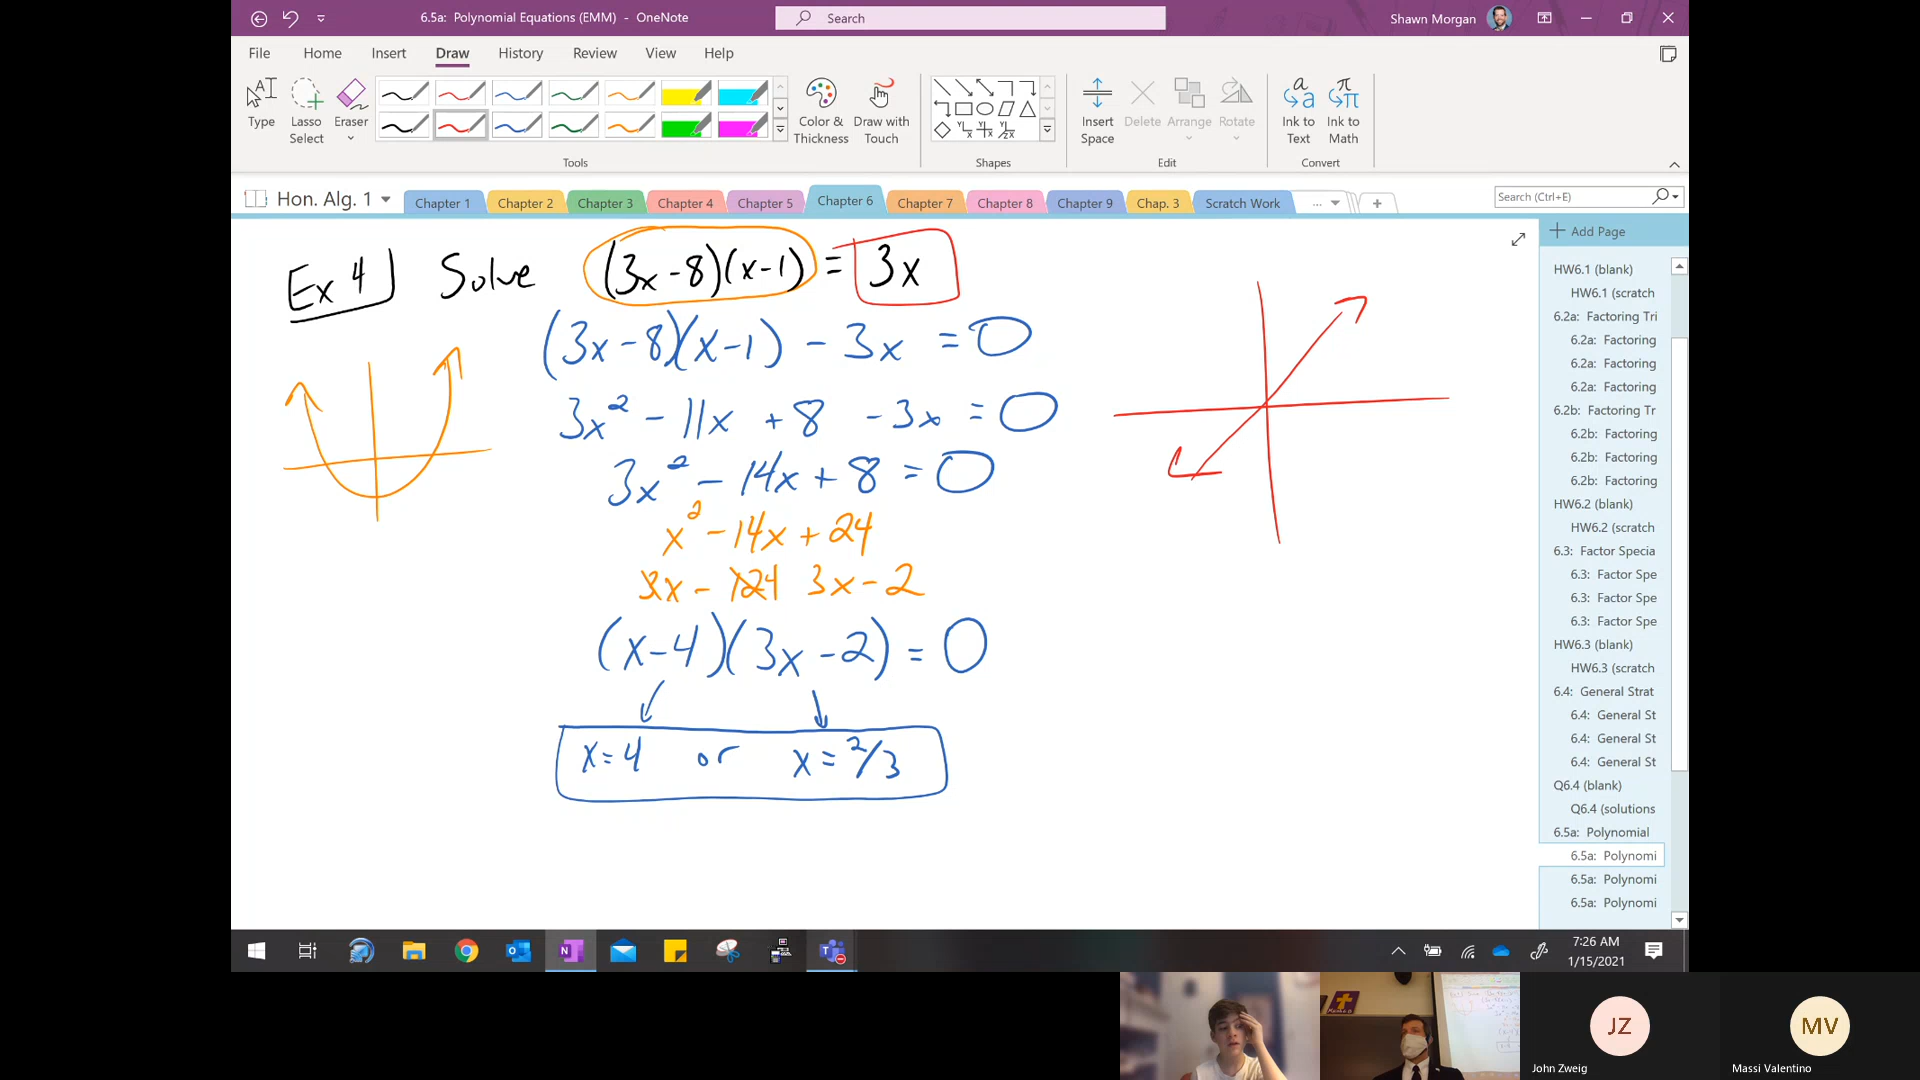 6.5a: Polynomial Equations (EMM) - OneNote
Search
Shawn Morgan
File Home Insert Draw History Review View Help
Type
Lasso Select
Eraser
Color & Thickness
Draw with Touch
Insert Space
Delete
Arrange
Rotate
Ink to Text
Ink to Math
Tools
Shapes
Edit
Convert
Hon. Alg. 1
Chapter 1 Chapter 2 Chapter 3 Chapter 4 Chapter 5 Chapter 6 Chapter 7 Chapter 8 Chapter 9 Chap. 3 Scratch Work ...
Search (Ctrl+E)
Ex 4 Solve (3x-8)(x-1) = 3x
(3x-8)(x-1) - 3x = 0
3x² - 11x + 8 - 3x = 0
3x² - 14x + 8 = 0
x² - 14x + 24
3x - 2
(x-4)(3x-2) = 0
x=4 or x=2/3
Add Page
HW6.1 (blank)
HW6.1 (scratch
6.2a: Factoring Tri
6.2a: Factoring
6.2a: Factoring
6.2a: Factoring
6.2b: Factoring Tr
6.2b: Factoring
6.2b: Factoring
6.2b: Factoring
HW6.2 (blank)
HW6.2 (scratch
6.3: Factor Specia
6.3: Factor Spe
6.3: Factor Spe
6.3: Factor Spe
HW6.3 (blank)
HW6.3 (scratch
6.4: General Strat
6.4: General St
6.4: General St
6.4: General St
Q6.4 (blank)
Q6.4 (solutions
6.5a: Polynomial
6.5a: Polynomi
6.5a: Polynomi
6.5a: Polynomi
7:26 AM
1/15/2021
JZ
John Zweig
MV
Massi Valentino